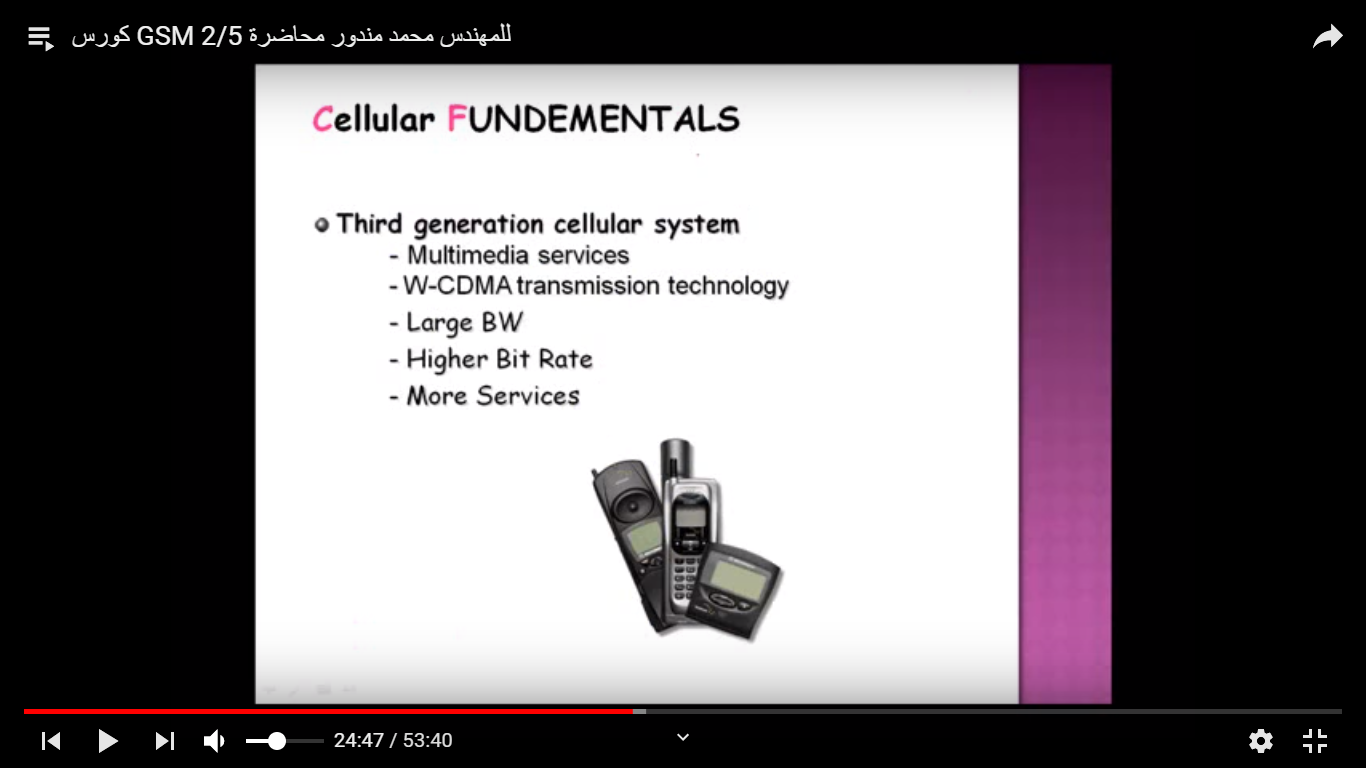 كورس GSM 2/5 للمهندس محمد مندور محاضرة
Cellular FUNDEMENTALS
Third generation cellular system
- Multimedia services
- W-CDMA transmission technology
- Large BW
- Higher Bit Rate
- More Services
24:47 / 53:40